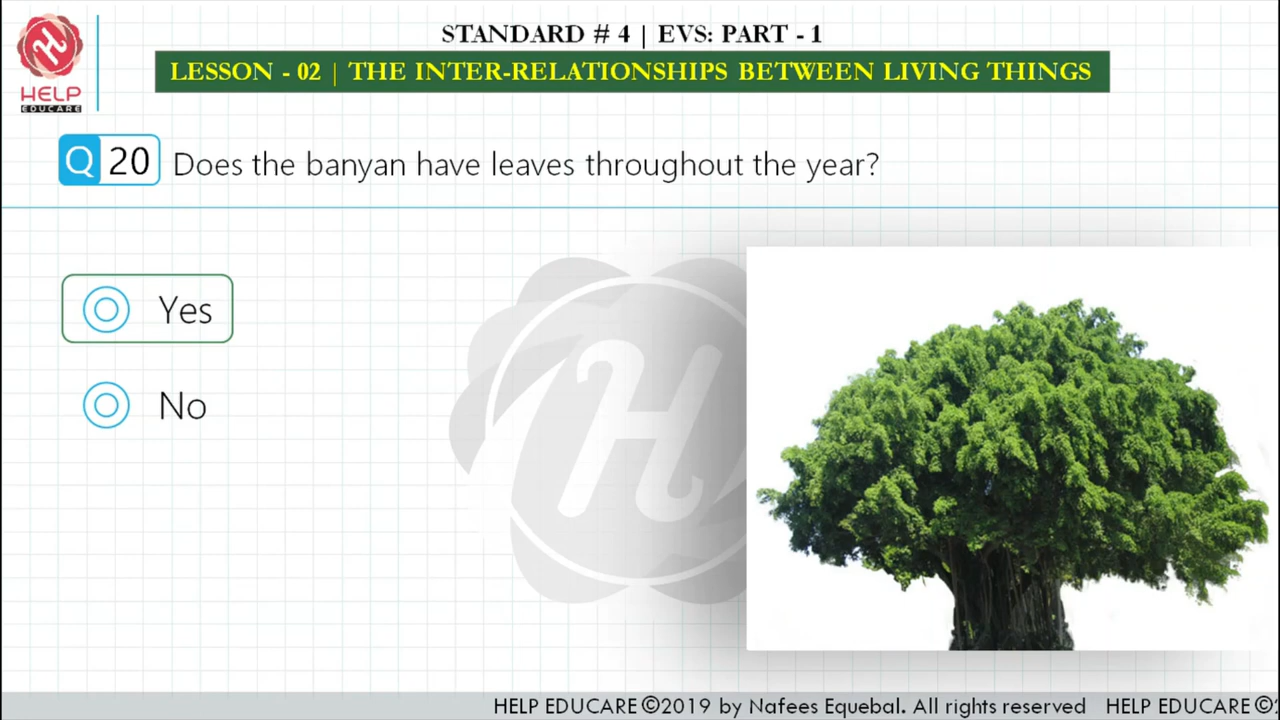 STANDARD # 4 | EVS: PART - 1
LESSON - 02 | THE INTER-RELATIONSHIPS BETWEEN LIVING THINGS
H
HELP
EDUCARE
Q 20 Does the banyan have leaves throughout the year?
Yes
No
H
HELP EDUCARE ©2019 by Nafees Equebal. All rights reserved HELP EDUCARE ©